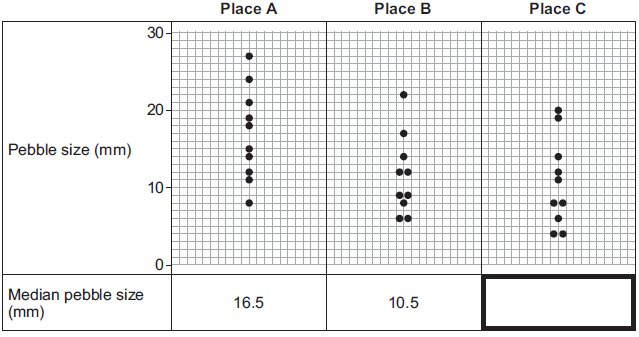 Place A Place B Place C
30
20
Pebble size (mm)
10
0
Median pebble size
(mm)
16.5 10.5